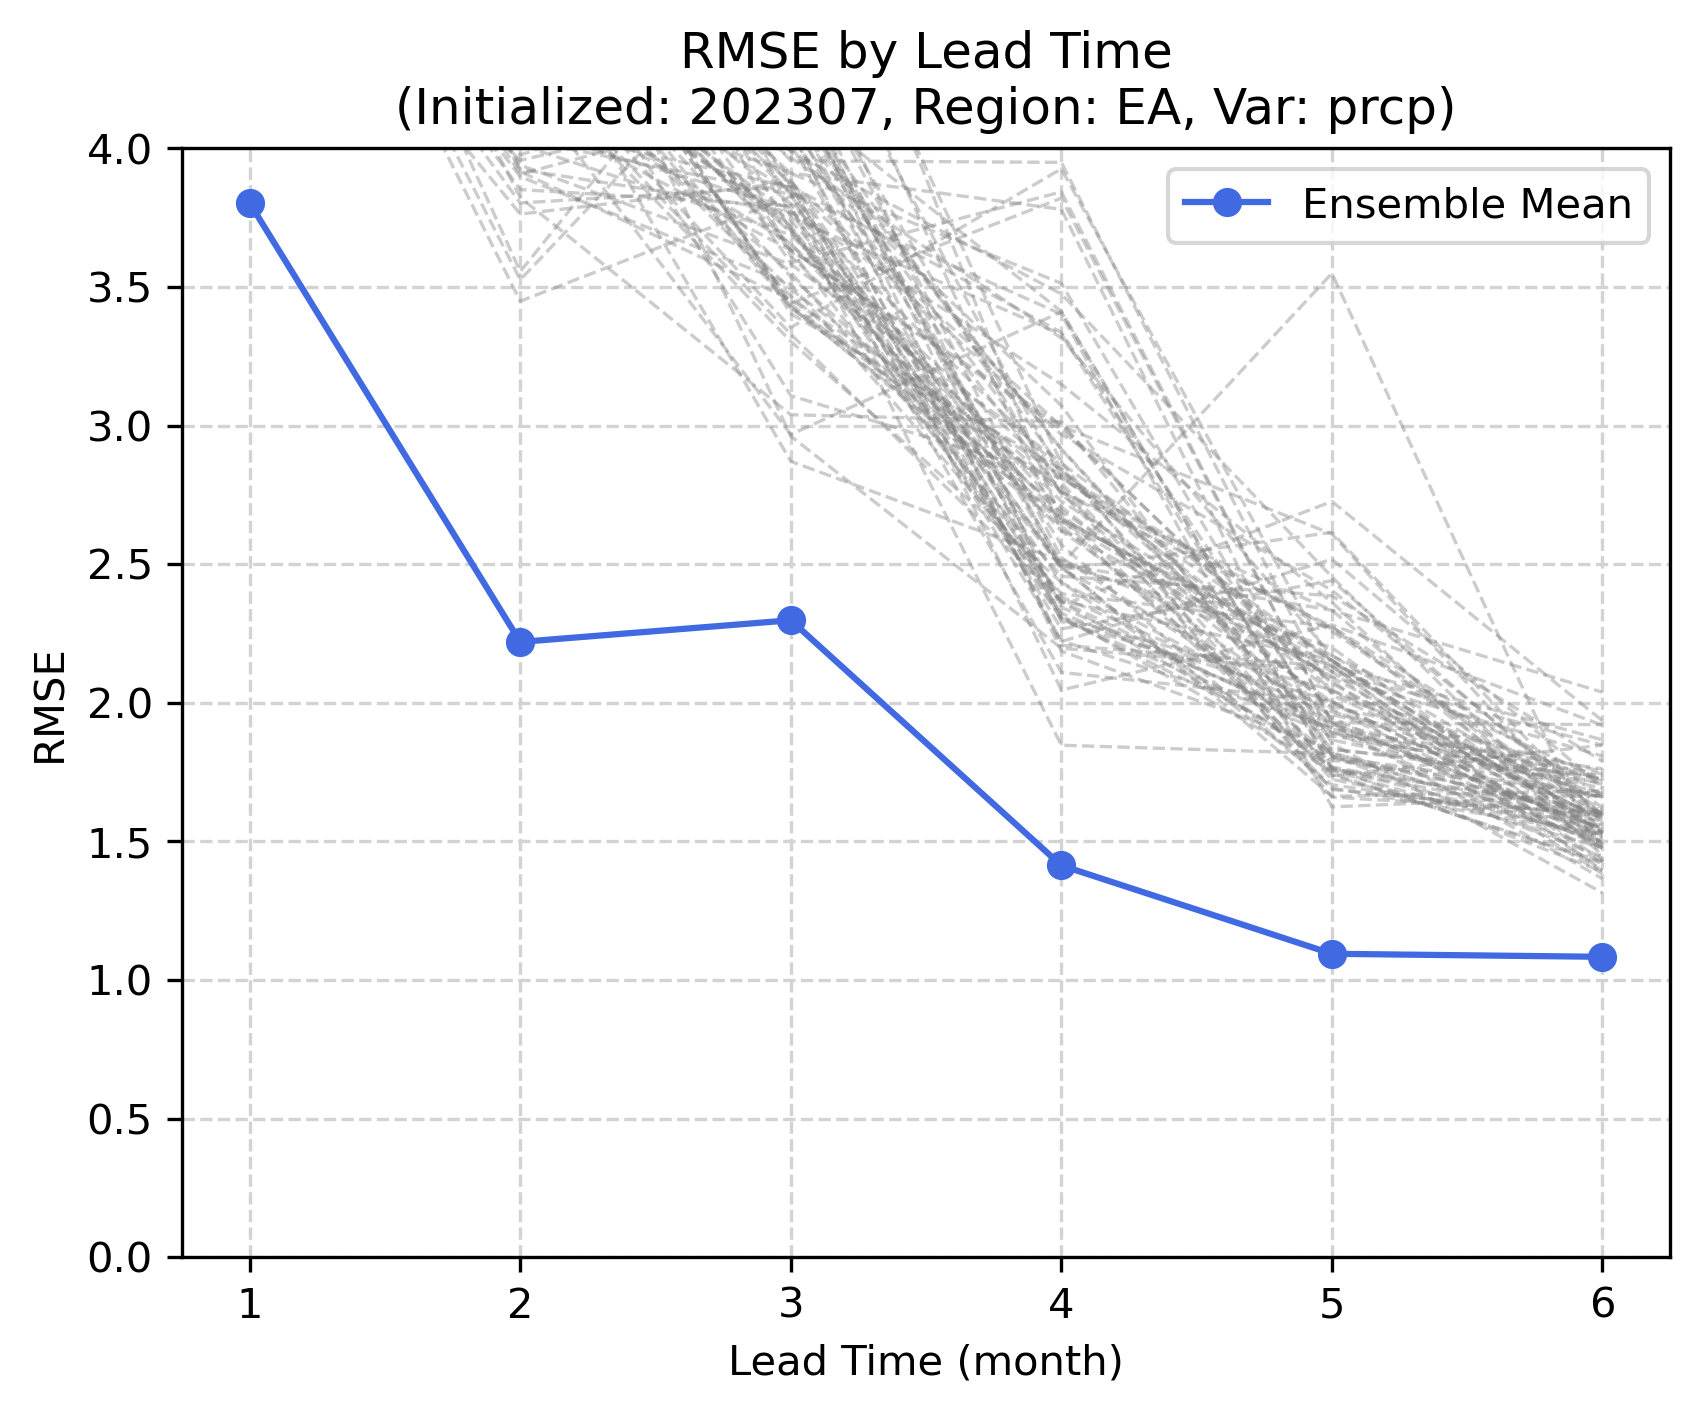 RMSE by Lead Time
(Initialized: 202307, Region: EA, Var: prcp)
4.0
3.5
3.0
2.5
2.0
1.5
1.0
0.5
0.0
RMSE
Ensemble Mean
1 2 3 4 5 6
Lead Time (month)